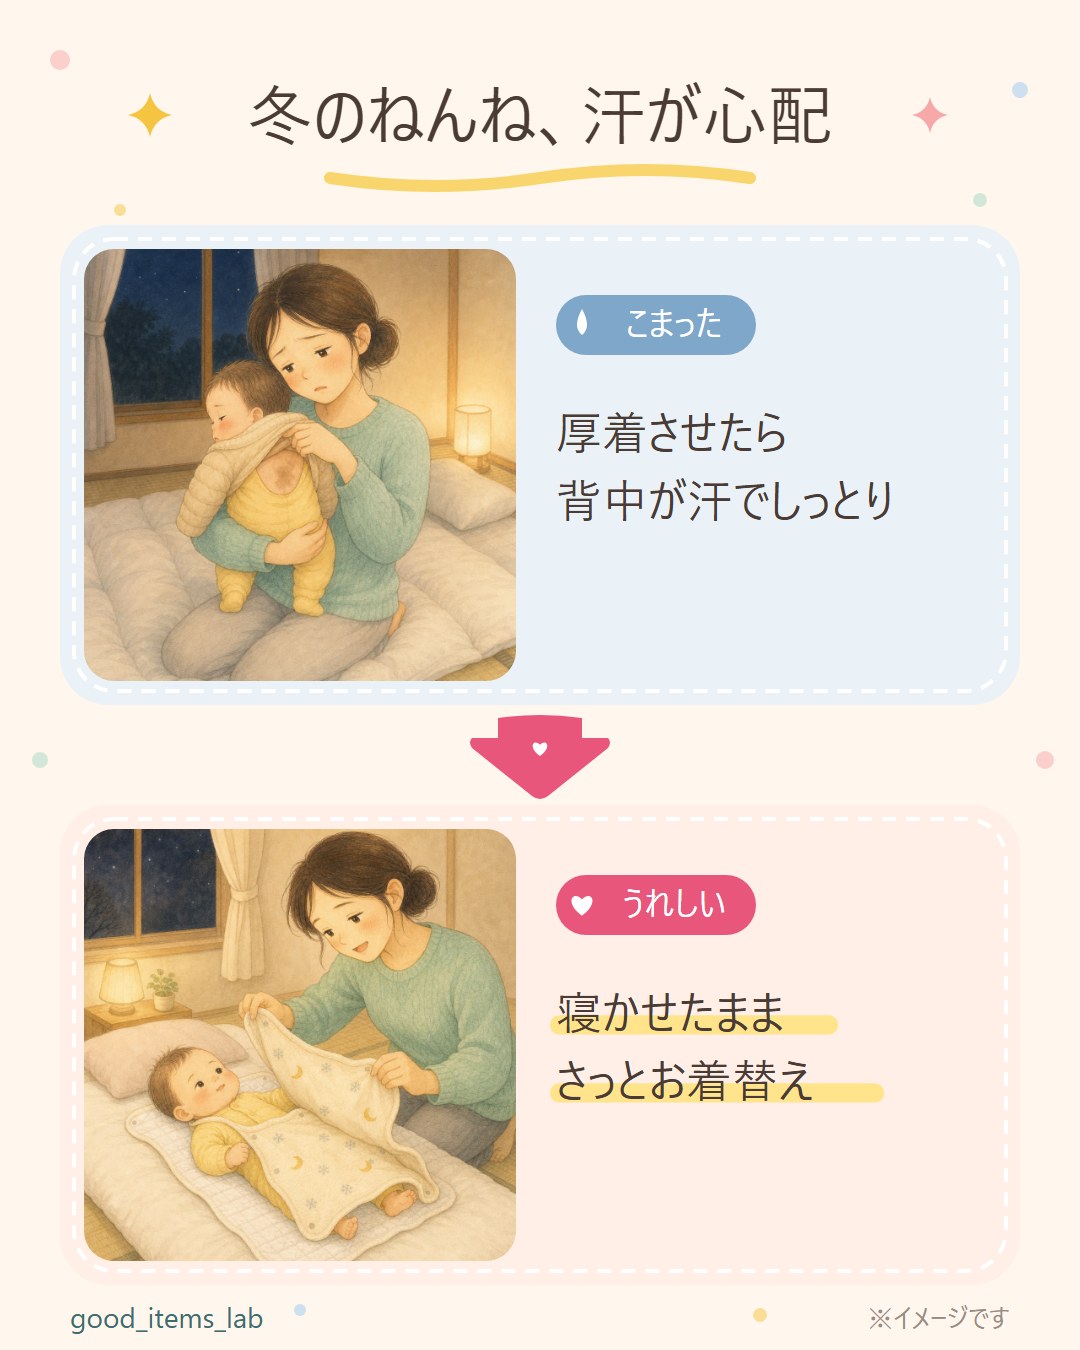 冬のねんね、汗が心配
こまった
厚着させたら
背中が汗でしっとり
うれしい
寝かせたまま
さっとお着替え
good_items_lab
※イメージです